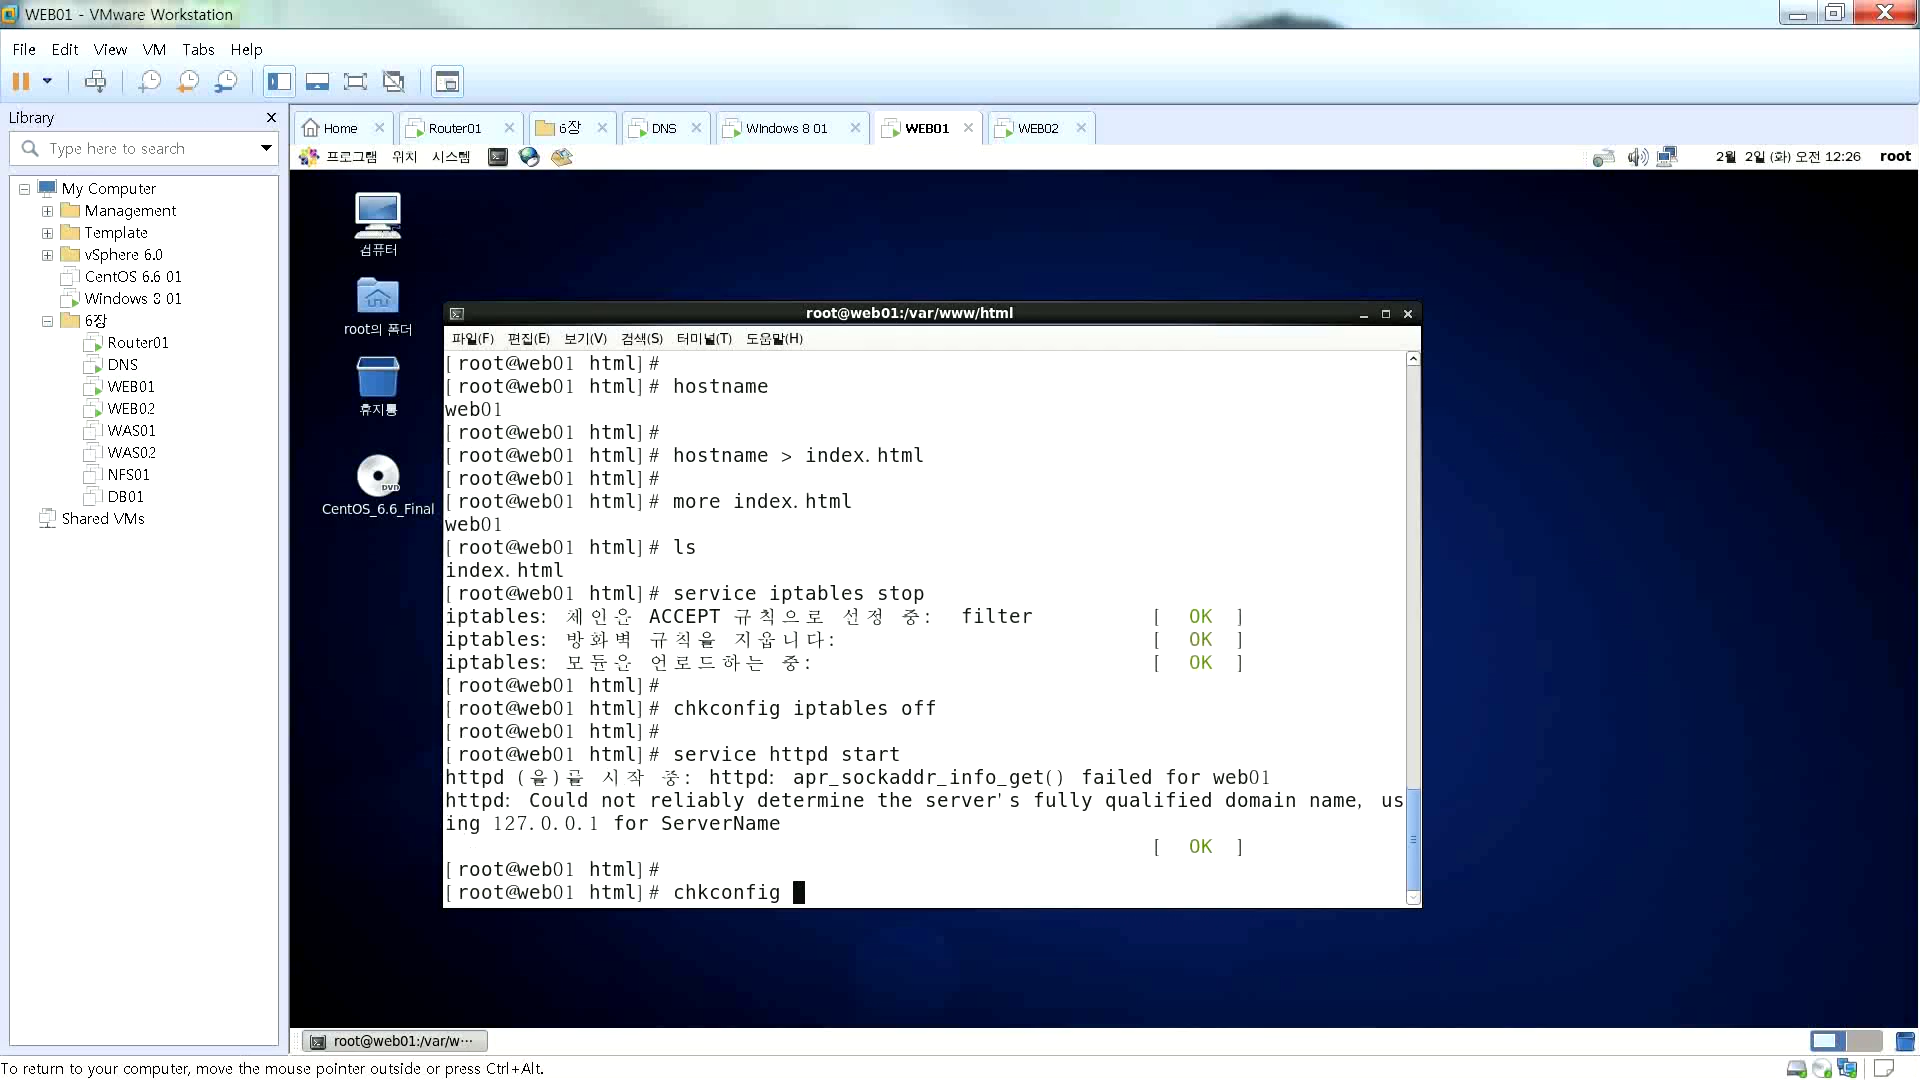 WEB01 - VMware Workstation
File Edit View VM Tabs Help
Library
Type here to search
My Computer
Management
Template
vSphere 6.0
CentOS 6.6 01
Windows 8 01
6장
Router01
DNS
WEB01
WEB02
WAS01
WAS02
NFS01
DB01
Shared VMs
Home Router01 6장 DNS Windows 8 01 WEB01 WEB02
프로그램 위치 시스템 2월 2일 (화) 오전 12:26 root
컴퓨터
root의 폴더
휴지통
DVD
CentOS_6.6_Final
root@web01:/var/www/html
파일(F) 편집(E) 보기(V) 검색(S) 터미널(T) 도움말(H)
[root@web01 html]#
[root@web01 html]# hostname
web01
[root@web01 html]#
[root@web01 html]# hostname > index.html
[root@web01 html]#
[root@web01 html]# more index.html
web01
[root@web01 html]# ls
index.html
[root@web01 html]# service iptables stop
iptables: 체인을 ACCEPT 규칙으로 선정 중: filter [ OK ]
iptables: 방화벽 규칙을 지웁니다: [ OK ]
iptables: 모듈을 언로드하는 중: [ OK ]
[root@web01 html]#
[root@web01 html]# chkconfig iptables off
[root@web01 html]#
[root@web01 html]# service httpd start
httpd (을)를 시작 중: httpd: apr_sockaddr_info_get() failed for web01
httpd: Could not reliably determine the server's fully qualified domain name, us
ing 127.0.0.1 for ServerName
[ OK ]
[root@web01 html]#
[root@web01 html]# chkconfig
root@web01:/var/w…
To return to your computer, move the mouse pointer outside or press Ctrl+Alt.